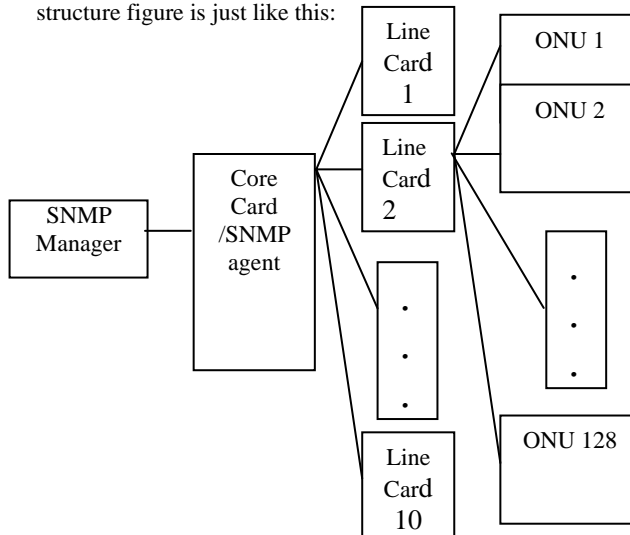 structure figure is just like this:
SNMP
Manager
Core
Card
/SNMP
agent
Line
Card
1
Line
Card
2
.
.
.
Line
Card
10
ONU 1
ONU 2
.
.
.
ONU 128